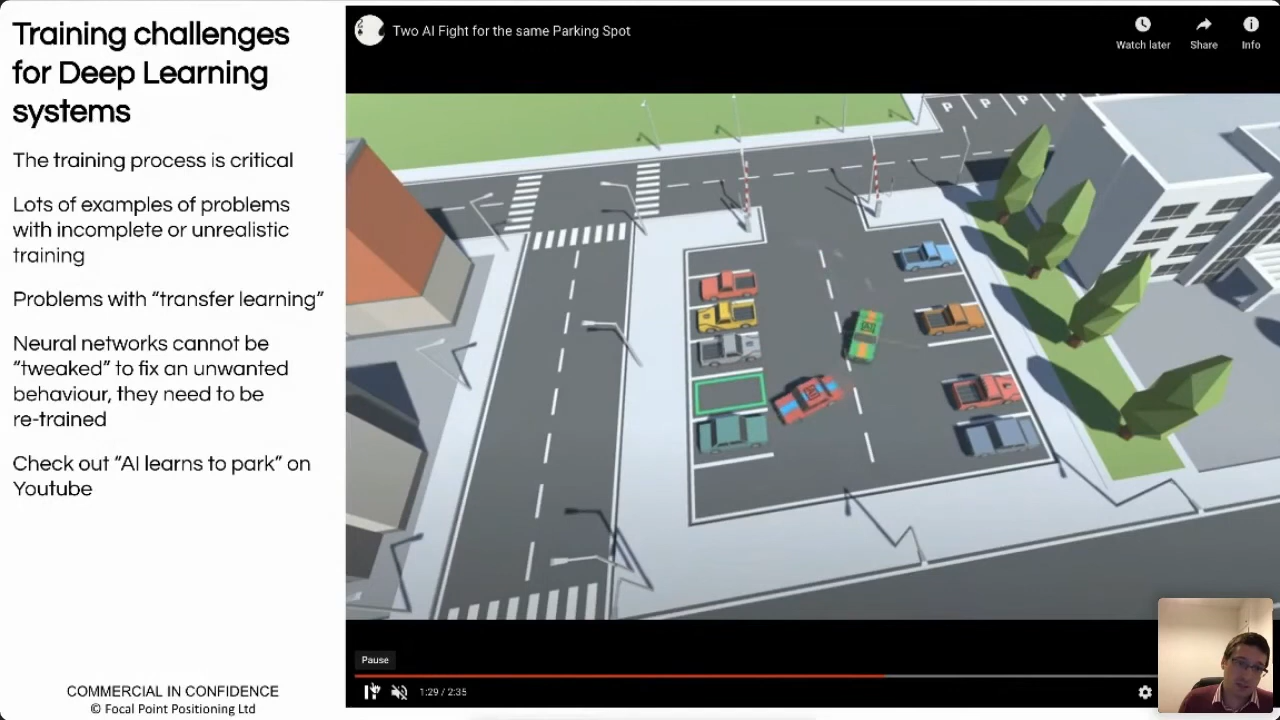 Training challenges
for Deep Learning
systems
The training process is critical
Lots of examples of problems
with incomplete or unrealistic
training
Problems with “transfer learning”
Neural networks cannot be
“tweaked” to fix an unwanted
behaviour, they need to be
re-trained
Check out “AI learns to park” on
Youtube
COMMERCIAL IN CONFIDENCE
© Focal Point Positioning Ltd
Two AI Fight for the same Parking Spot
Watch later
Share
Info
P P P P
Pause
1:29 / 2:35